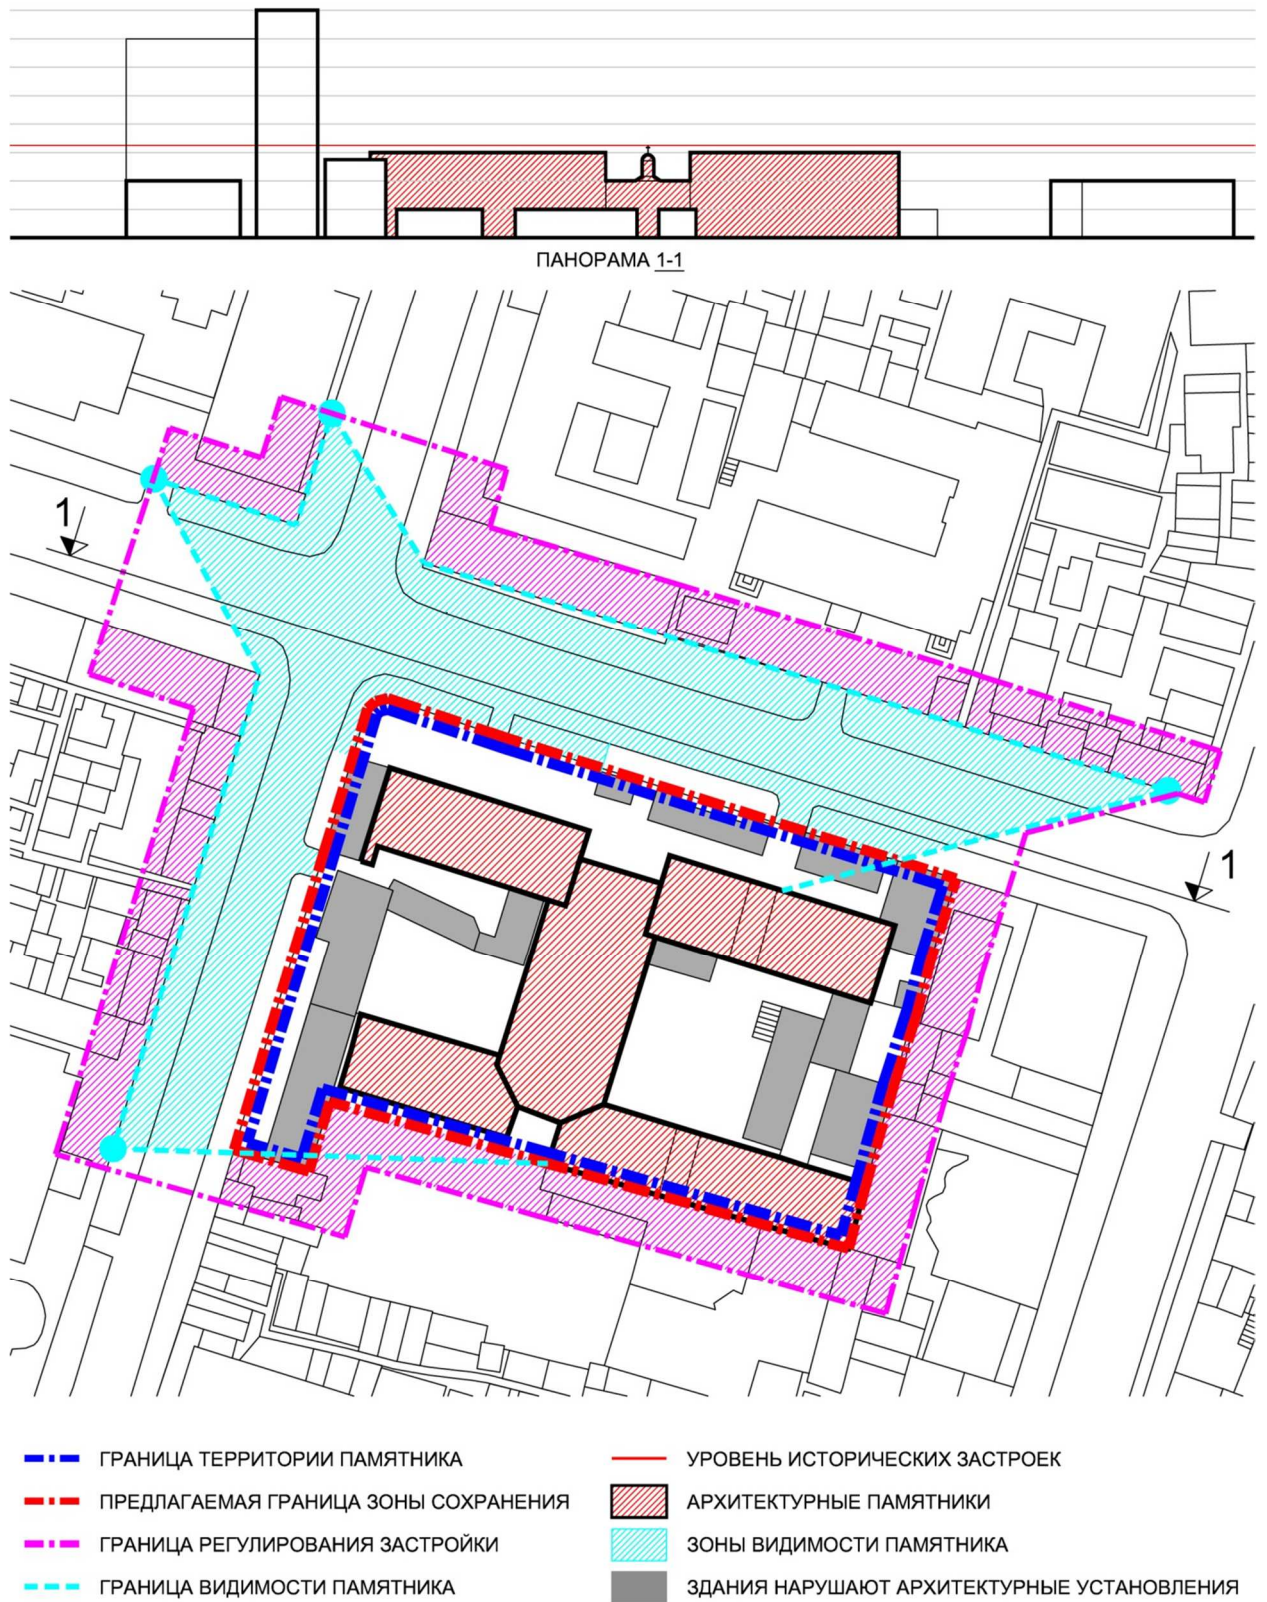 ПАНОРАМА 1-1
1
1
ГРАНИЦА ТЕРРИТОРИИ ПАМЯТНИКА
ПРЕДЛАГАЕМАЯ ГРАНИЦА ЗОНЫ СОХРАНЕНИЯ
ГРАНИЦА РЕГУЛИРОВАНИЯ ЗАСТРОЙКИ
ГРАНИЦА ВИДИМОСТИ ПАМЯТНИКА
УРОВЕНЬ ИСТОРИЧЕСКИХ ЗАСТРОЕК
АРХИТЕКТУРНЫЕ ПАМЯТНИКИ
ЗОНЫ ВИДИМОСТИ ПАМЯТНИКА
ЗДАНИЯ НАРУШАЮТ АРХИТЕКТУРНЫЕ УСТАНОВЛЕНИЯ